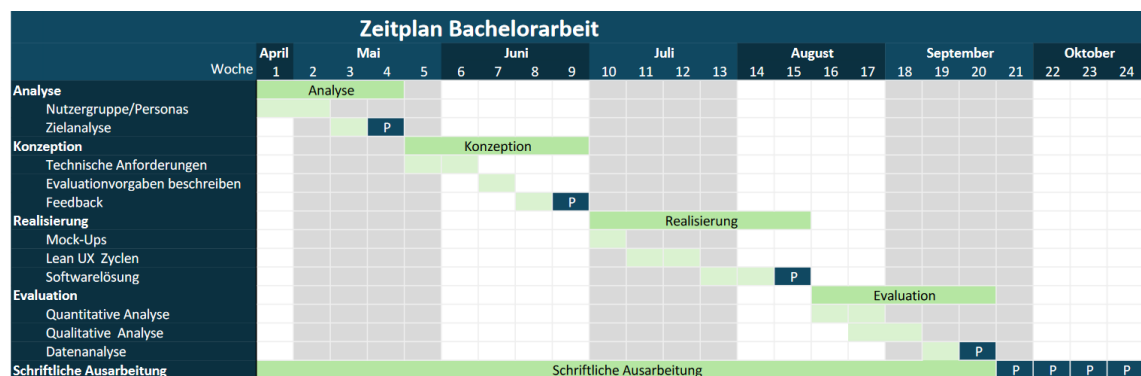 Zeitplan Bachelorarbeit
April Mai Juni Juli August September Oktober
Woche 1 2 3 4 5 6 7 8 9 10 11 12 13 14 15 16 17 18 19 20 21 22 23 24
Analyse Analyse
Nutzergruppe/Personas
Zielanalyse P
Konzeption Konzeption
Technische Anforderungen
Evaluationvorgaben beschreiben
Feedback P
Realisierung Realisierung
Mock-Ups
Lean UX Zyclen
Softwarelösung P
Evaluation Evaluation
Quantitative Analyse
Qualitative Analyse
Datenanalyse P
Schriftliche Ausarbeitung Schriftliche Ausarbeitung P P P P